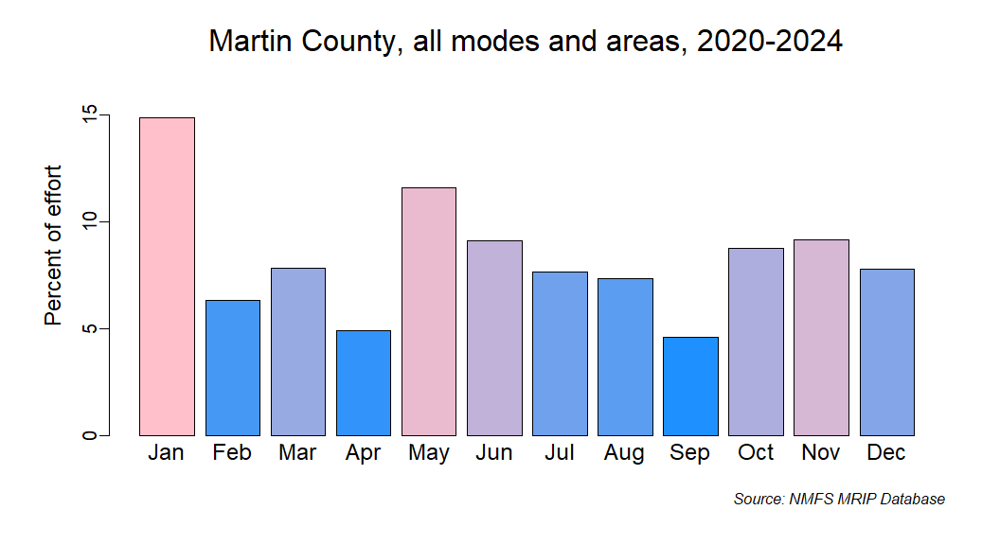 Martin County, all modes and areas, 2020-2024
Percent of effort
15
10
5
0
Jan Feb Mar Apr May Jun Jul Aug Sep Oct Nov Dec
Source: NMFS MRIP Database